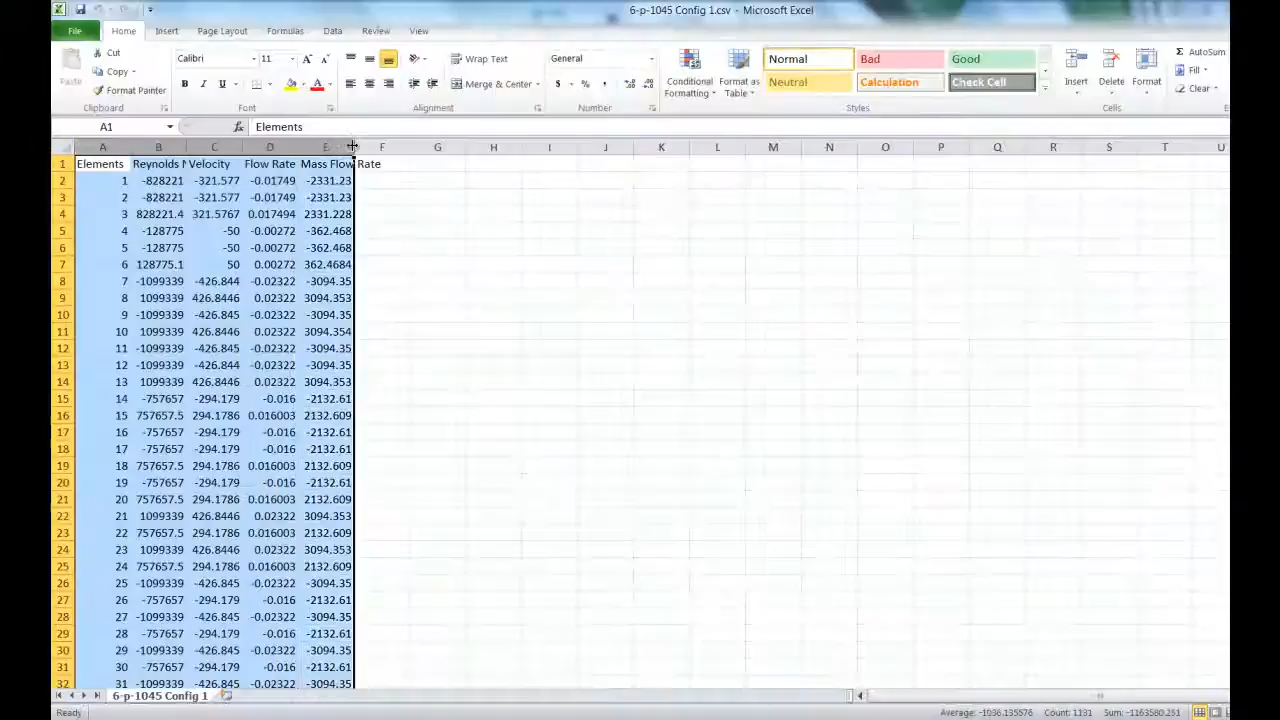 6-p-1045 Config 1.csv - Microsoft Excel
File Home Insert Page Layout Formulas Data Review View
Paste Cut Copy Format Painter Clipboard
Calibri 11 A A B I U A Font
Wrap Text Merge & Center Alignment
General $ % , .0 .00 .00 .0 Number
Conditional Formatting Format as Table Normal Bad Good
Neutral Calculation Check Cell Styles
Insert Delete Format Cells
AutoSum Fill Clear
A1 fx Elements
A B C D E F G H I J K L M N O P Q R S T U
1 Elements Reynolds N Velocity Flow Rate Mass Flow Rate
2 1 -828221 -321.577 -0.01749 -2331.23
3 2 -828221 -321.577 -0.01749 -2331.23
4 3 828221.4 321.5767 0.017494 2331.228
5 4 -128775 -50 -0.00272 -362.468
6 5 -128775 -50 -0.00272 -362.468
7 6 128775.1 50 0.00272 362.4684
8 7 -1099339 -426.844 -0.02322 -3094.35
9 8 1099339 426.8446 0.02322 3094.353
10 9 -1099339 -426.845 -0.02322 -3094.35
11 10 1099339 426.8446 0.02322 3094.354
12 11 -1099339 -426.845 -0.02322 -3094.35
13 12 -1099339 -426.844 -0.02322 -3094.35
14 13 1099339 426.8446 0.02322 3094.353
15 14 -757657 -294.179 -0.016 -2132.61
16 15 757657.5 294.1786 0.016003 2132.609
17 16 -757657 -294.179 -0.016 -2132.61
18 17 -757657 -294.179 -0.016 -2132.61
19 18 757657.5 294.1786 0.016003 2132.609
20 19 -757657 -294.179 -0.016 -2132.61
21 20 757657.5 294.1786 0.016003 2132.609
22 21 1099339 426.8446 0.02322 3094.353
23 22 757657.5 294.1786 0.016003 2132.609
24 23 1099339 426.8446 0.02322 3094.353
25 24 757657.5 294.1786 0.016003 2132.609
26 25 -1099339 -426.845 -0.02322 -3094.35
27 26 -757657 -294.179 -0.016 -2132.61
28 27 -1099339 -426.845 -0.02322 -3094.35
29 28 -757657 -294.179 -0.016 -2132.61
30 29 -1099339 -426.845 -0.02322 -3094.35
31 30 -757657 -294.179 -0.016 -2132.61
32 31 -1099339 -426.845 -0.02322 -3094.35
6-p-1045 Config 1
Ready Average: -1036.135576 Count: 1131 Sum: -1163580.251